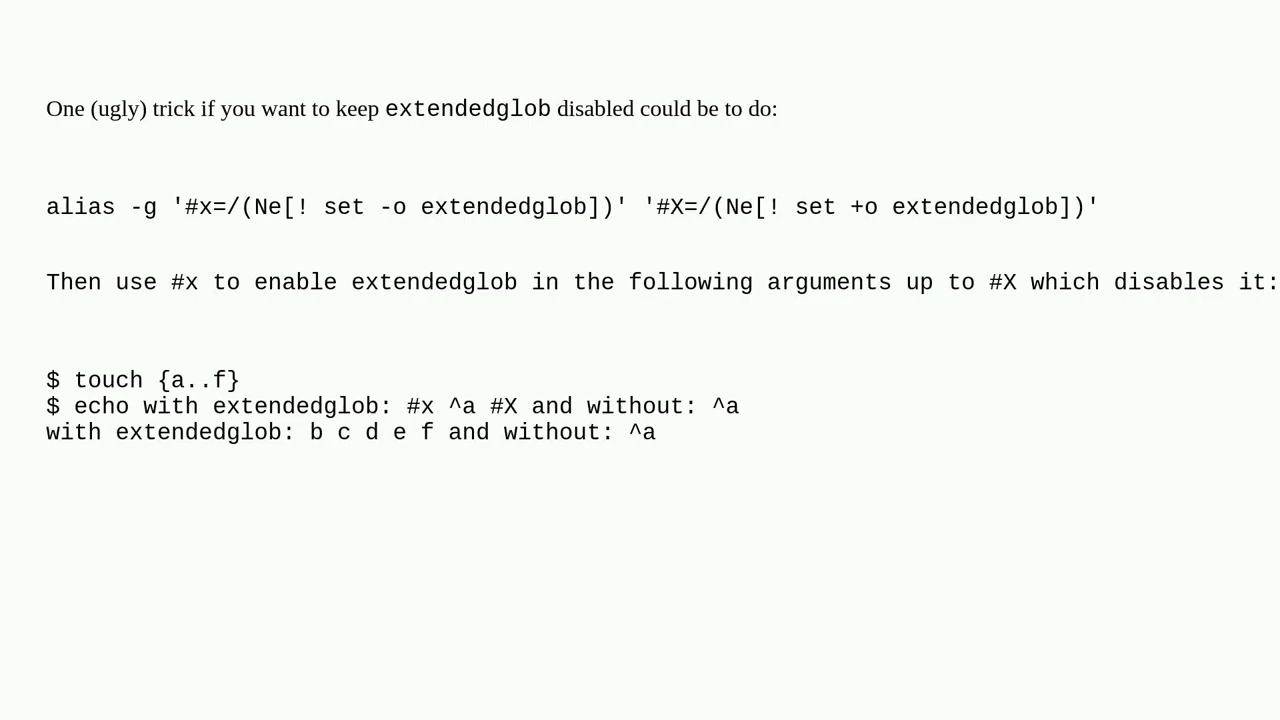 One (ugly) trick if you want to keep extendedglob disabled could be to do:
alias -g '#x=/(Ne[! set -o extendedglob])' '#X=/(Ne[! set +o extendedglob])'
Then use #x to enable extendedglob in the following arguments up to #X which disables it:
$ touch {a..f}
$ echo with extendedglob: #x ^a #X and without: ^a
with extendedglob: b c d e f and without: ^a